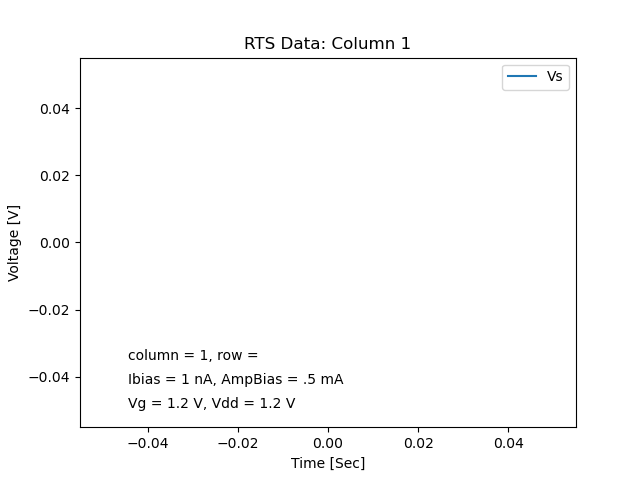 RTS Data: Column 1
Vs
0.04
0.02
0.00
−0.02
−0.04
Voltage [V]
column = 1, row =
Ibias = 1 nA, AmpBias = .5 mA
Vg = 1.2 V, Vdd = 1.2 V
−0.04 −0.02 0.00 0.02 0.04
Time [Sec]